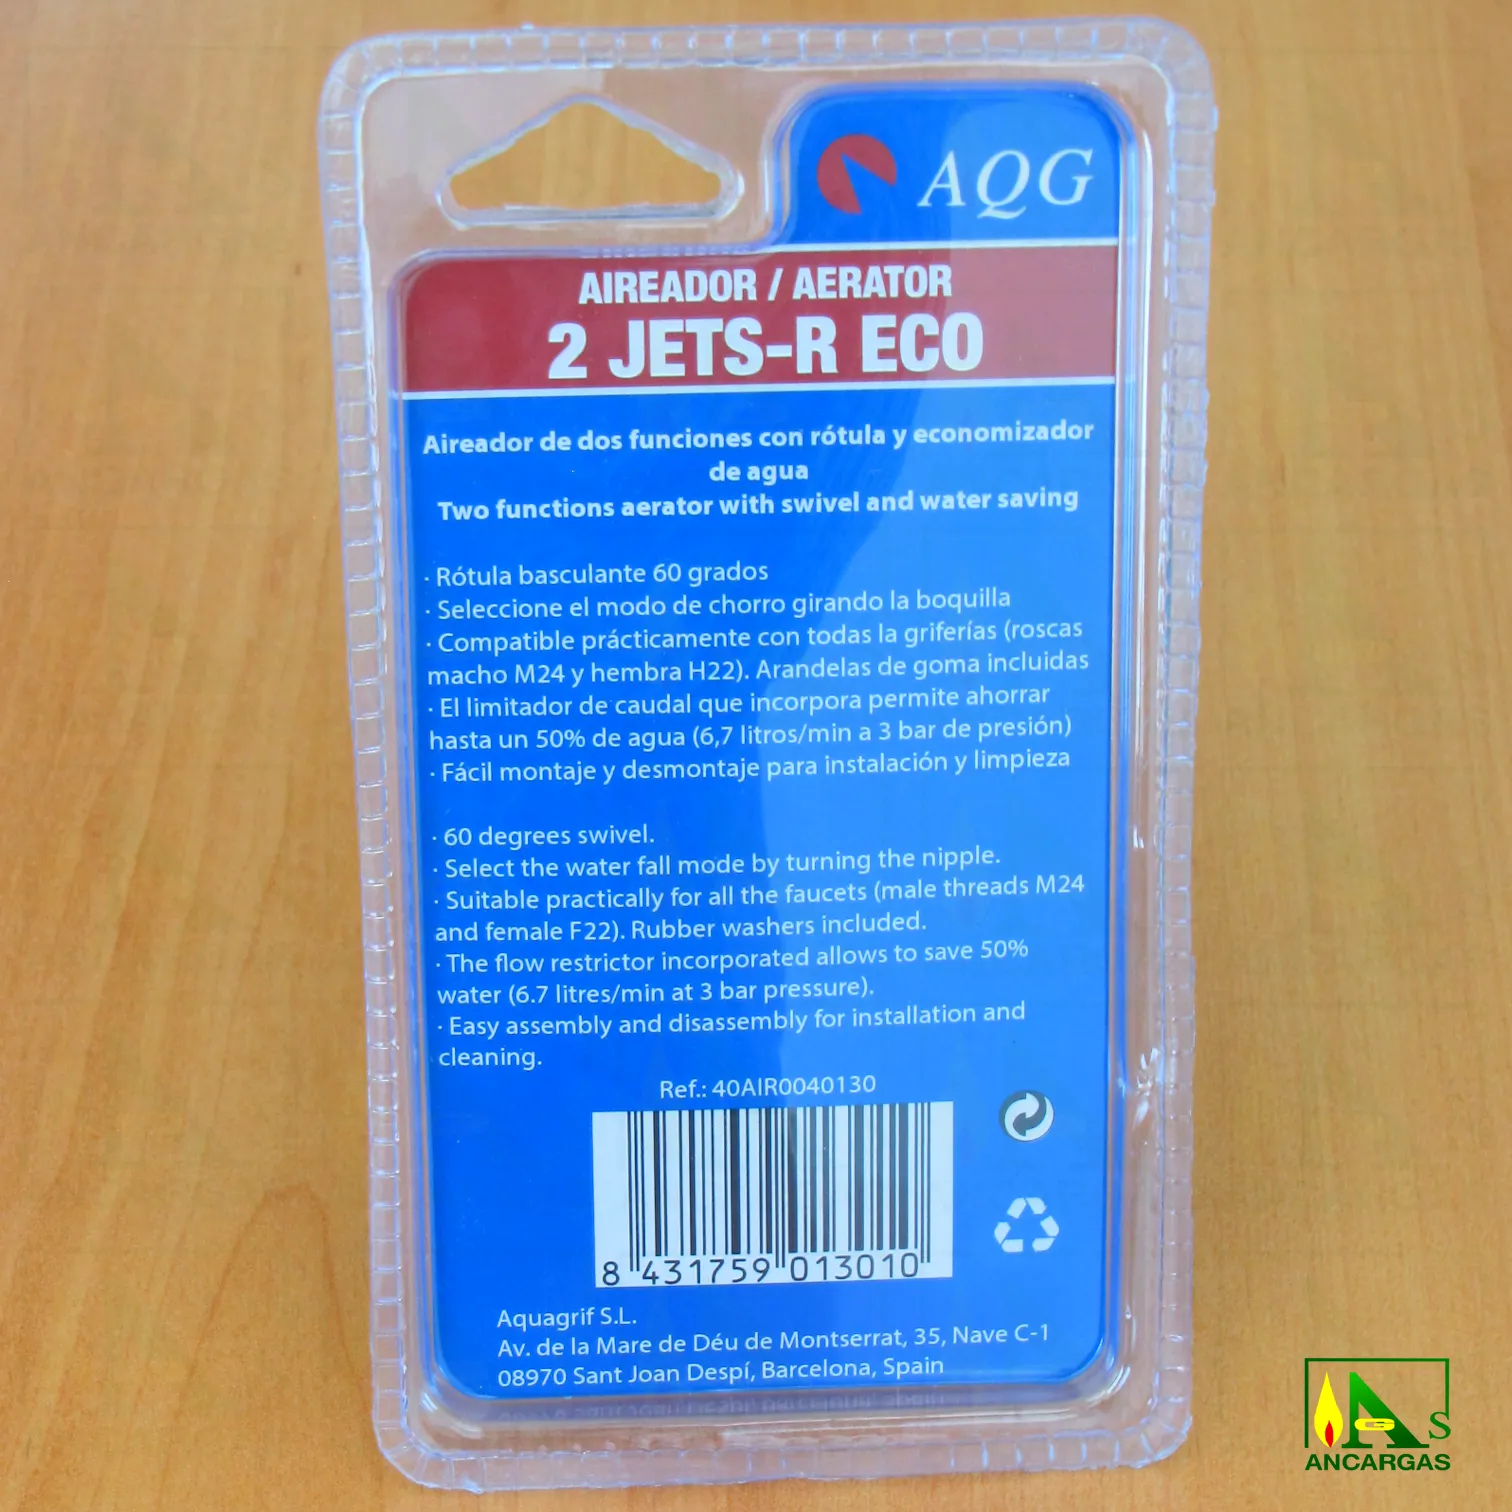 AQG
AIREADOR / AERATOR
2 JETS-R ECO
Aireador de dos funciones con rótula y economizador
de agua
Two functions aerator with swivel and water saving
· Rótula basculante 60 grados
· Seleccione el modo de chorro girando la boquilla
· Compatible prácticamente con todas la griferías (roscas
macho M24 y hembra H22). Arandelas de goma incluidas
· El limitador de caudal que incorpora permite ahorrar
hasta un 50% de agua (6,7 litros/min a 3 bar de presión)
· Fácil montaje y desmontaje para instalación y limpieza
· 60 degrees swivel.
· Select the water fall mode by turning the nipple.
· Suitable practically for all the faucets (male threads M24
and female F22). Rubber washers included.
· The flow restrictor incorporated allows to save 50%
water (6.7 litres/min at 3 bar pressure).
· Easy assembly and disassembly for installation and
cleaning.
Ref.: 40AIR0040130
8 431759 013010
Aquagrif S.L.
Av. de la Mare de Déu de Montserrat, 35, Nave C-1
08970 Sant Joan Despí, Barcelona, Spain
AGS
ANCARGAS